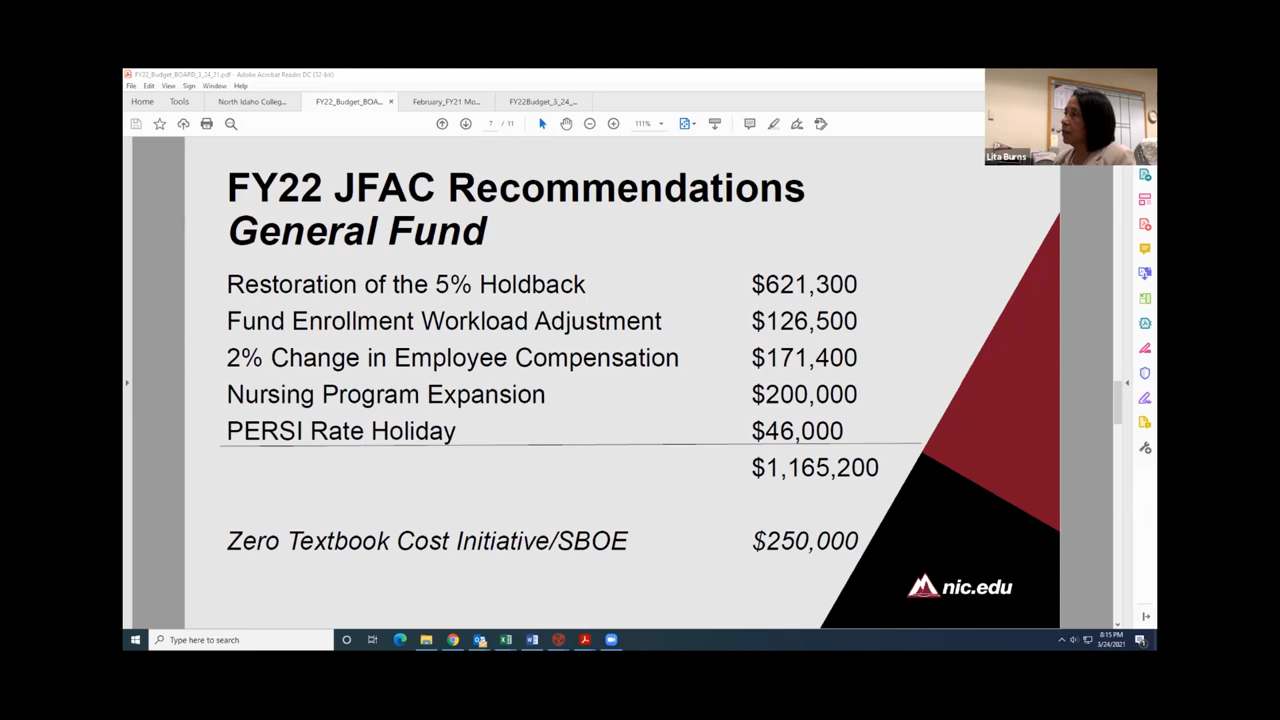 FY22_Budget_BOARD_3_24_21.pdf - Adobe Acrobat Reader DC (32-bit)
File Edit View Sign Window Help
Home Tools North Idaho Colleg... FY22_Budget_BOA... × February_FY21 Mo... FY22Budget_3_24_...
7 / 11 111%
Lita Burns
FY22 JFAC Recommendations
General Fund
Restoration of the 5% Holdback $621,300
Fund Enrollment Workload Adjustment $126,500
2% Change in Employee Compensation $171,400
Nursing Program Expansion $200,000
PERSI Rate Holiday $46,000
$1,165,200
Zero Textbook Cost Initiative/SBOE $250,000
nic.edu
Type here to search
8:15 PM
3/24/2021